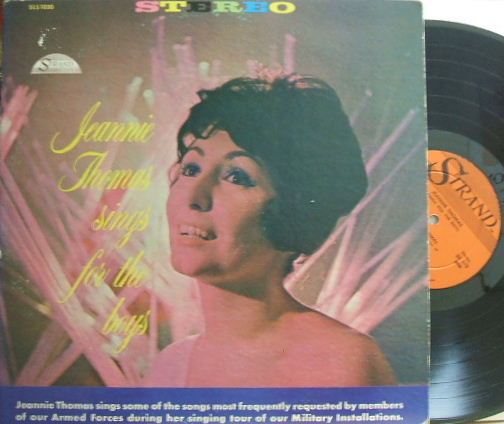 SLS-1030
STEREO
STRAND
Jeannie
Thomas
sings
for the
boys
STRAND
Jeannie Thomas sings some of the songs most frequently requested by members
of our Armed Forces during her singing tour of our Military Installations.